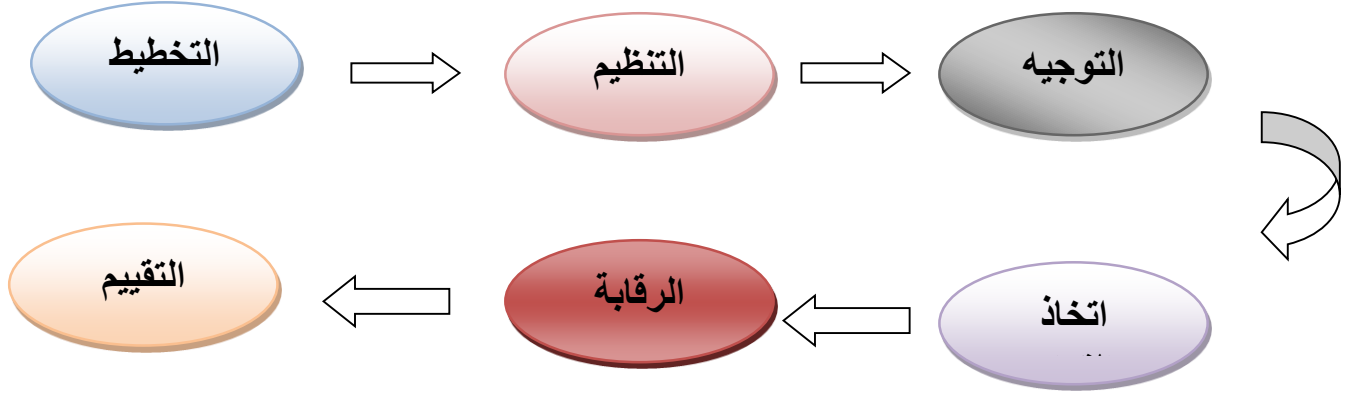 التخطيط
التنظيم
التوجيه
اتخاذ
الرقابة
التقييم